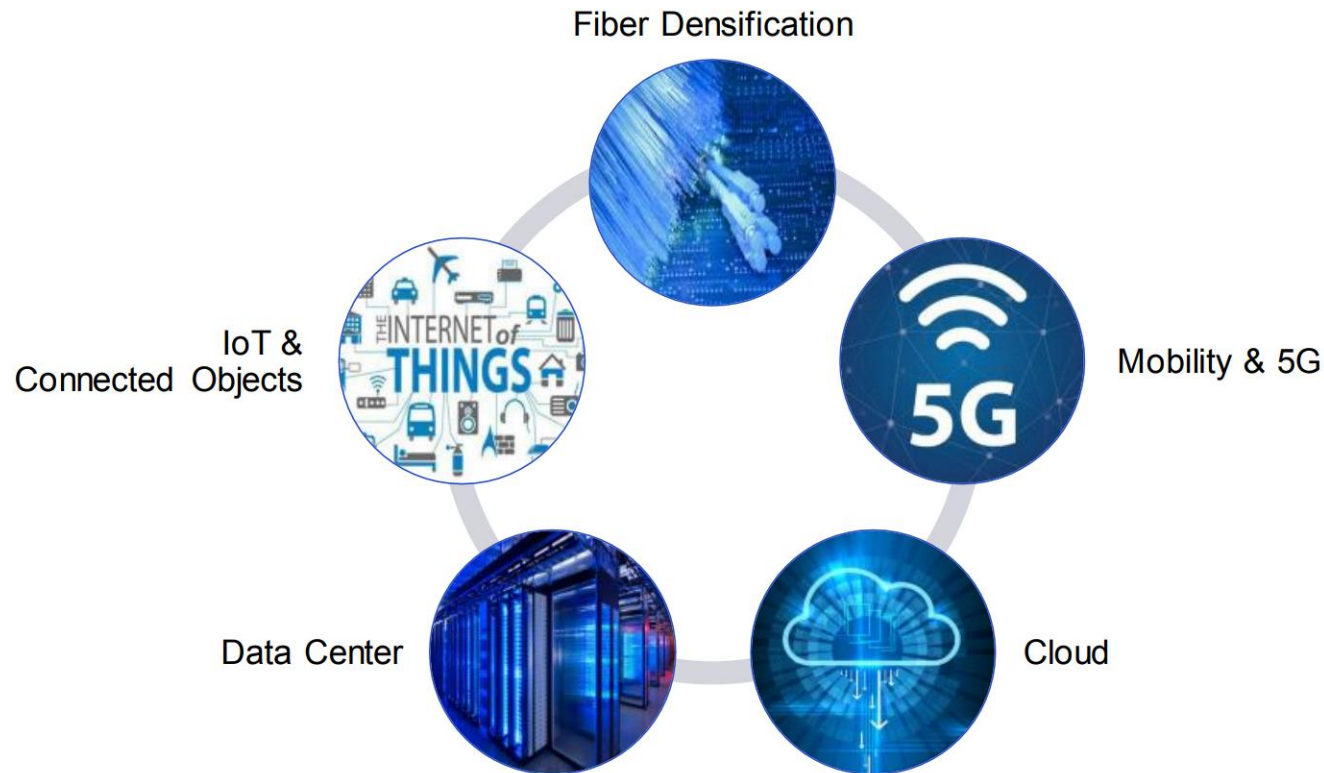 Fiber Densification
IoT &
Connected Objects
THE
INTERNET of
THINGS
5G
Mobility & 5G
Data Center
Cloud